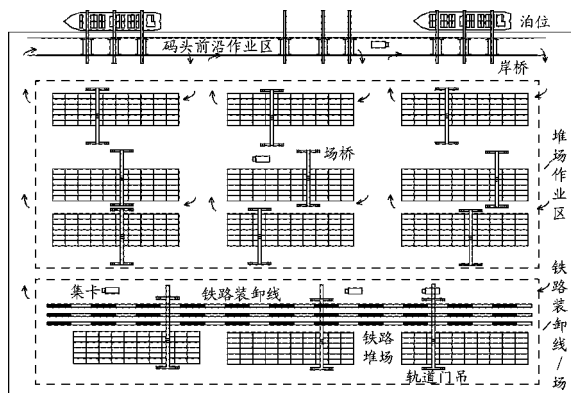 泊位
码头前沿作业区
岸桥
场桥
堆场作业区
集卡
铁路装卸线
铁路
堆场
轨道门吊
铁路装卸线/场